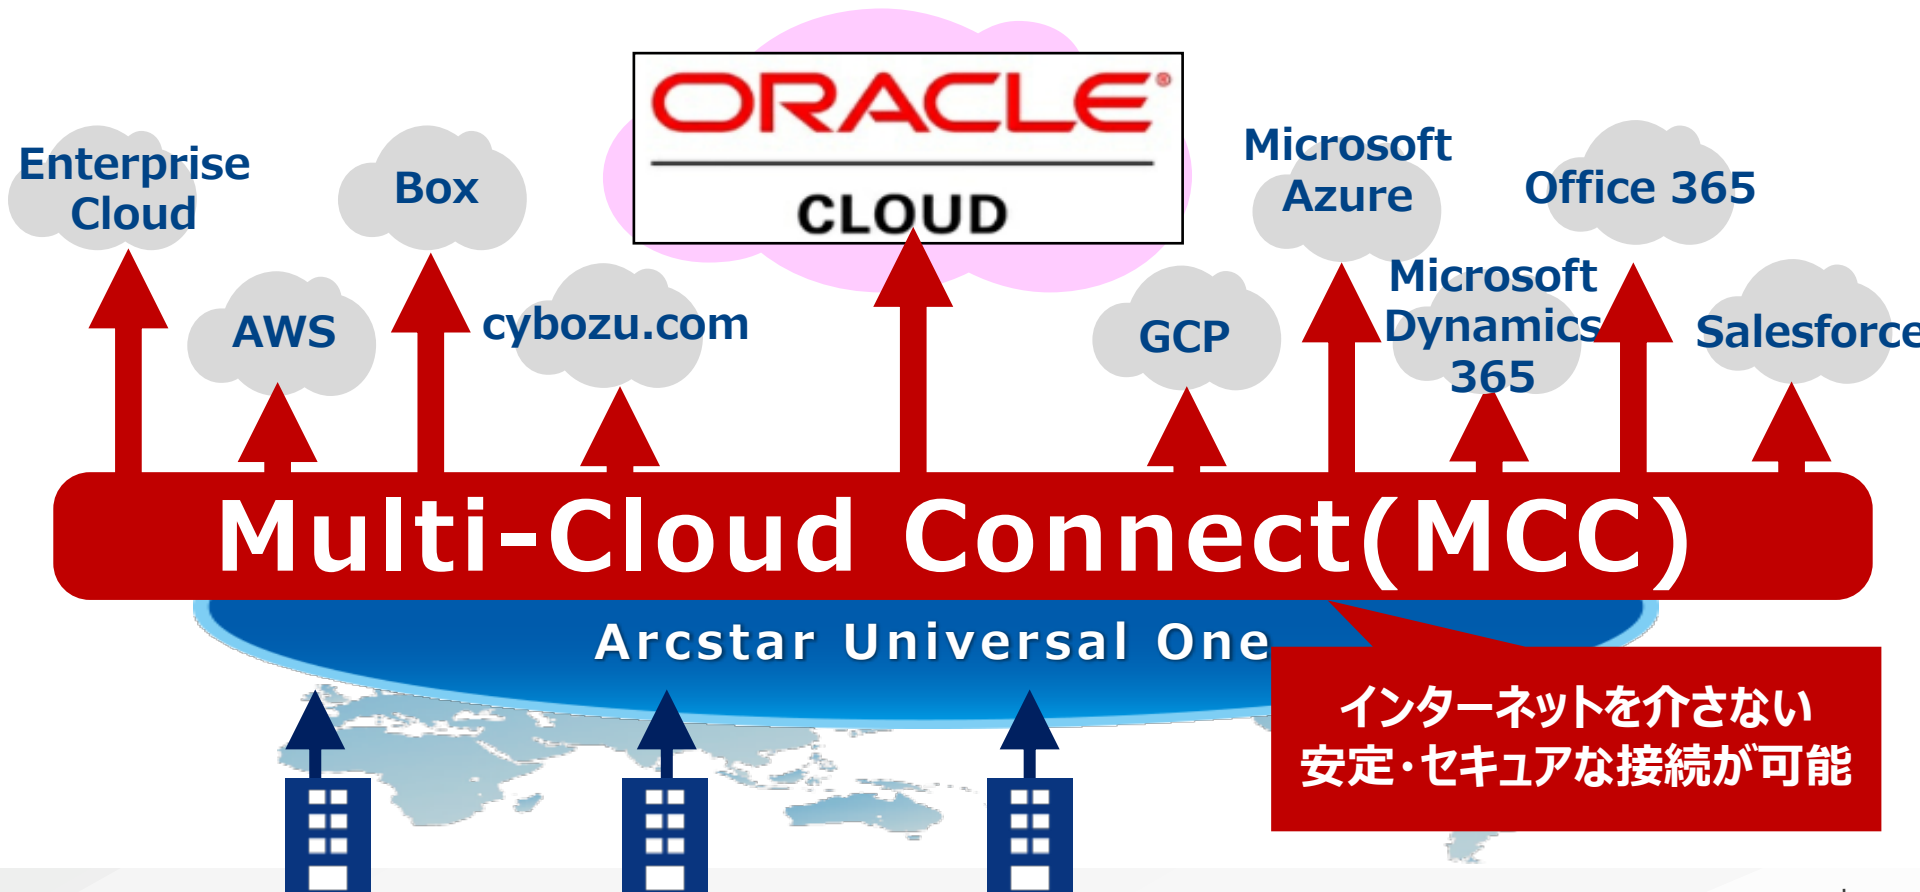 ORACLE®
CLOUD
Enterprise
Cloud
Box
Microsoft
Azure
Office 365
AWS
cybozu.com
GCP
Microsoft
Dynamics
365
Salesforce
Multi-Cloud Connect(MCC)
Arcstar Universal One
インターネットを介さない
安定・セキュアな接続が可能